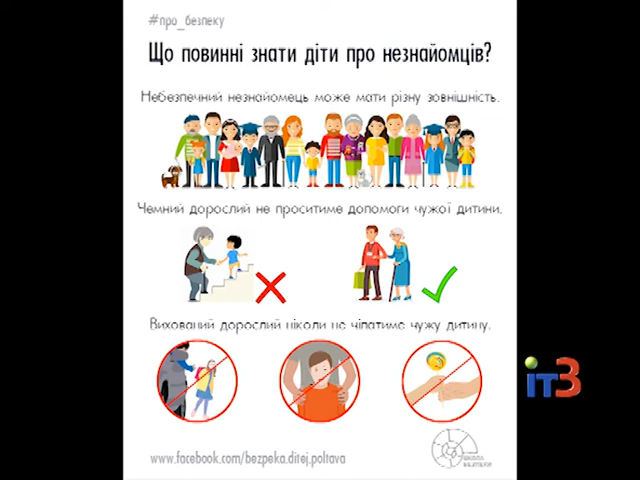 #про_безпеку
Що повинні знати діти про незнайомців?
Небезпечний незнайомець може мати різну зовнішність.
Чемний дорослий не проситиме допомоги чужої дитини.
Вихований дорослий ніколи не чіпатиме чужу дитину.
іт3
www.facebook.com/bezpeka.ditej.poltava